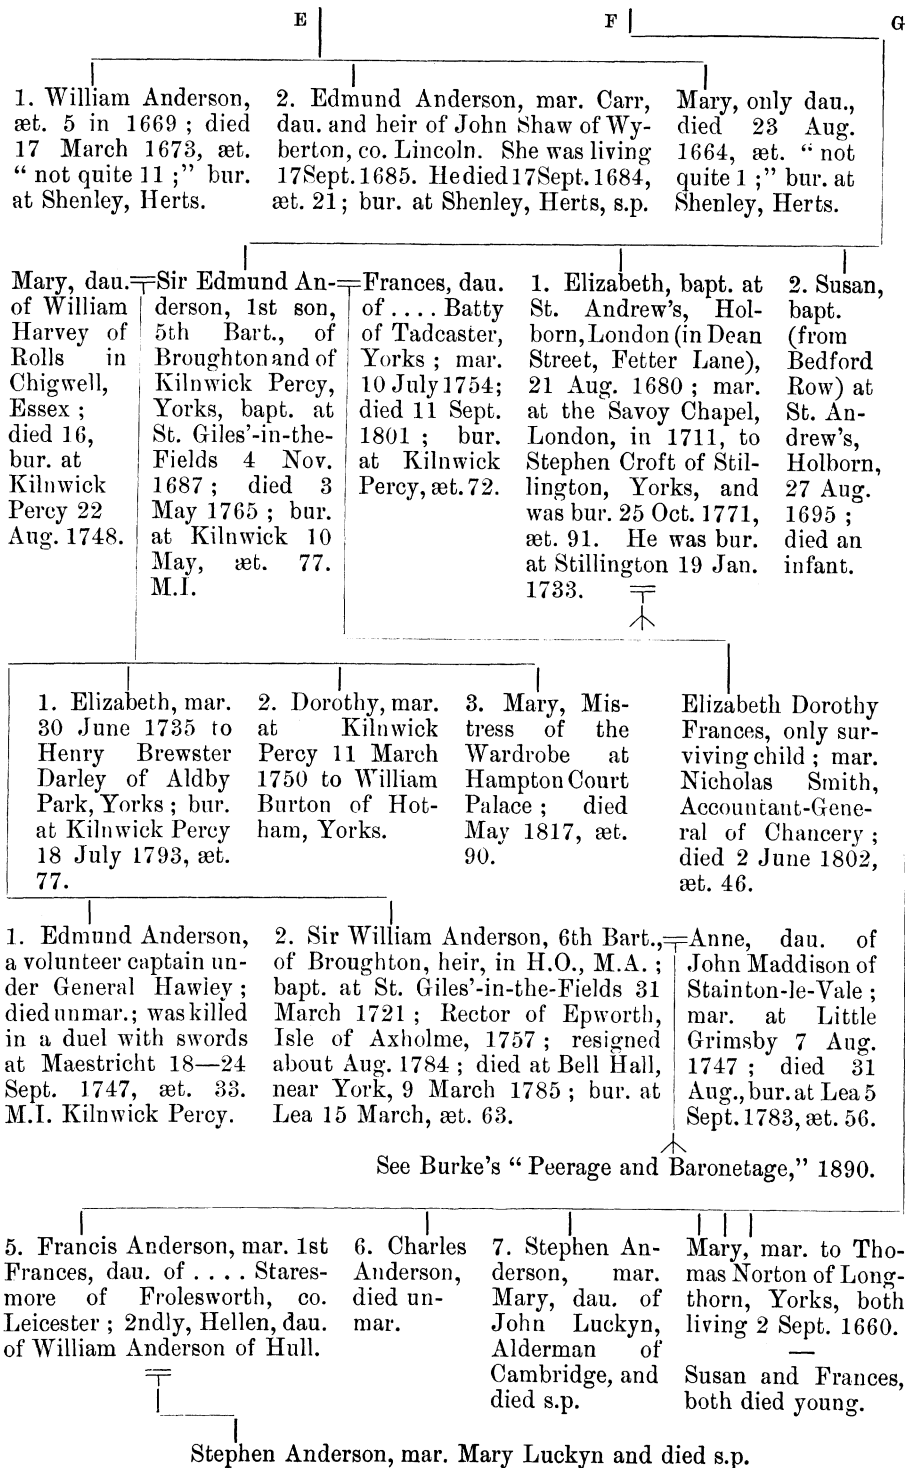 E F G
1. William Anderson,
æt. 5 in 1669 ; died
17 March 1673, æt.
“ not quite 11 ;” bur.
at Shenley, Herts.
2. Edmund Anderson, mar. Carr,
dau. and heir of John Shaw of Wy-
berton, co. Lincoln. She was living
17 Sept. 1685. He died 17 Sept. 1684,
æt. 21; bur. at Shenley, Herts, s.p.
Mary, only dau.,
died 23 Aug.
1664, æt. “ not
quite 1 ;” bur. at
Shenley, Herts.
Mary, dau.
of William
Harvey of
Rolls in
Chigwell,
Essex ;
died 16,
bur. at
Kilnwick
Percy 22
Aug. 1748.
Sir Edmund An-
derson, 1st son,
5th Bart., of
Broughton and of
Kilnwick Percy,
Yorks, bapt. at
St. Giles’-in-the-
Fields 4 Nov.
1687 ; died 3
May 1765 ; bur.
at Kilnwick 10
May, æt. 77.
M.I.
Frances, dau.
of .... Batty
of Tadcaster,
Yorks ; mar.
10 July 1754;
died 11 Sept.
1801 ; bur.
at Kilnwick
Percy, æt. 72.
1. Elizabeth, bapt. at
St. Andrew’s, Hol-
born, London (in Dean
Street, Fetter Lane),
21 Aug. 1680 ; mar.
at the Savoy Chapel,
London, in 1711, to
Stephen Croft of Stil-
lington, Yorks, and
was bur. 25 Oct. 1771,
æt. 91. He was bur.
at Stillington 19 Jan.
1733.
2. Susan,
bapt.
(from
Bedford
Row) at
St. An-
drew’s,
Holborn,
27 Aug.
1695 ;
died an
infant.
1. Elizabeth, mar.
30 June 1735 to
Henry Brewster
Darley of Aldby
Park, Yorks ; bur.
at Kilnwick Percy
18 July 1793, æt.
77.
2. Dorothy, mar.
at Kilnwick
Percy 11 March
1750 to William
Burton of Hot-
ham, Yorks.
3. Mary, Mis-
tress of the
Wardrobe at
Hampton Court
Palace ; died
May 1817, æt.
90.
Elizabeth Dorothy
Frances, only sur-
viving child ; mar.
Nicholas Smith,
Accountant-Gene-
ral of Chancery ;
died 2 June 1802,
æt. 46.
1. Edmund Anderson,
a volunteer captain un-
der General Hawley ;
died unmar.; was killed
in a duel with swords
at Maestricht 18—24
Sept. 1747, æt. 33.
M.I. Kilnwick Percy.
2. Sir William Anderson, 6th Bart.,
of Broughton, heir, in H.O., M.A. ;
bapt. at St. Giles’-in-the-Fields 31
March 1721 ; Rector of Epworth,
Isle of Axholme, 1757 ; resigned
about Aug. 1784 ; died at Bell Hall,
near York, 9 March 1785 ; bur. at
Lea 15 March, æt. 63.
Anne, dau. of
John Maddison of
Stainton-le-Vale ;
mar. at Little
Grimsby 7 Aug.
1747 ; died 31
Aug., bur. at Lea 5
Sept. 1783, æt. 56.
See Burke’s “ Peerage and Baronetage,” 1890.
5. Francis Anderson, mar. 1st
Frances, dau. of .... Stares-
more of Frolesworth, co.
Leicester ; 2ndly, Hellen, dau.
of William Anderson of Hull.
6. Charles
Anderson,
died un-
mar.
7. Stephen An-
derson, mar.
Mary, dau. of
John Luckyn,
Alderman of
Cambridge, and
died s.p.
Mary, mar. to Tho-
mas Norton of Long-
thorn, Yorks, both
living 2 Sept. 1660.
—
Susan and Frances,
both died young.
Stephen Anderson, mar. Mary Luckyn and died s.p.